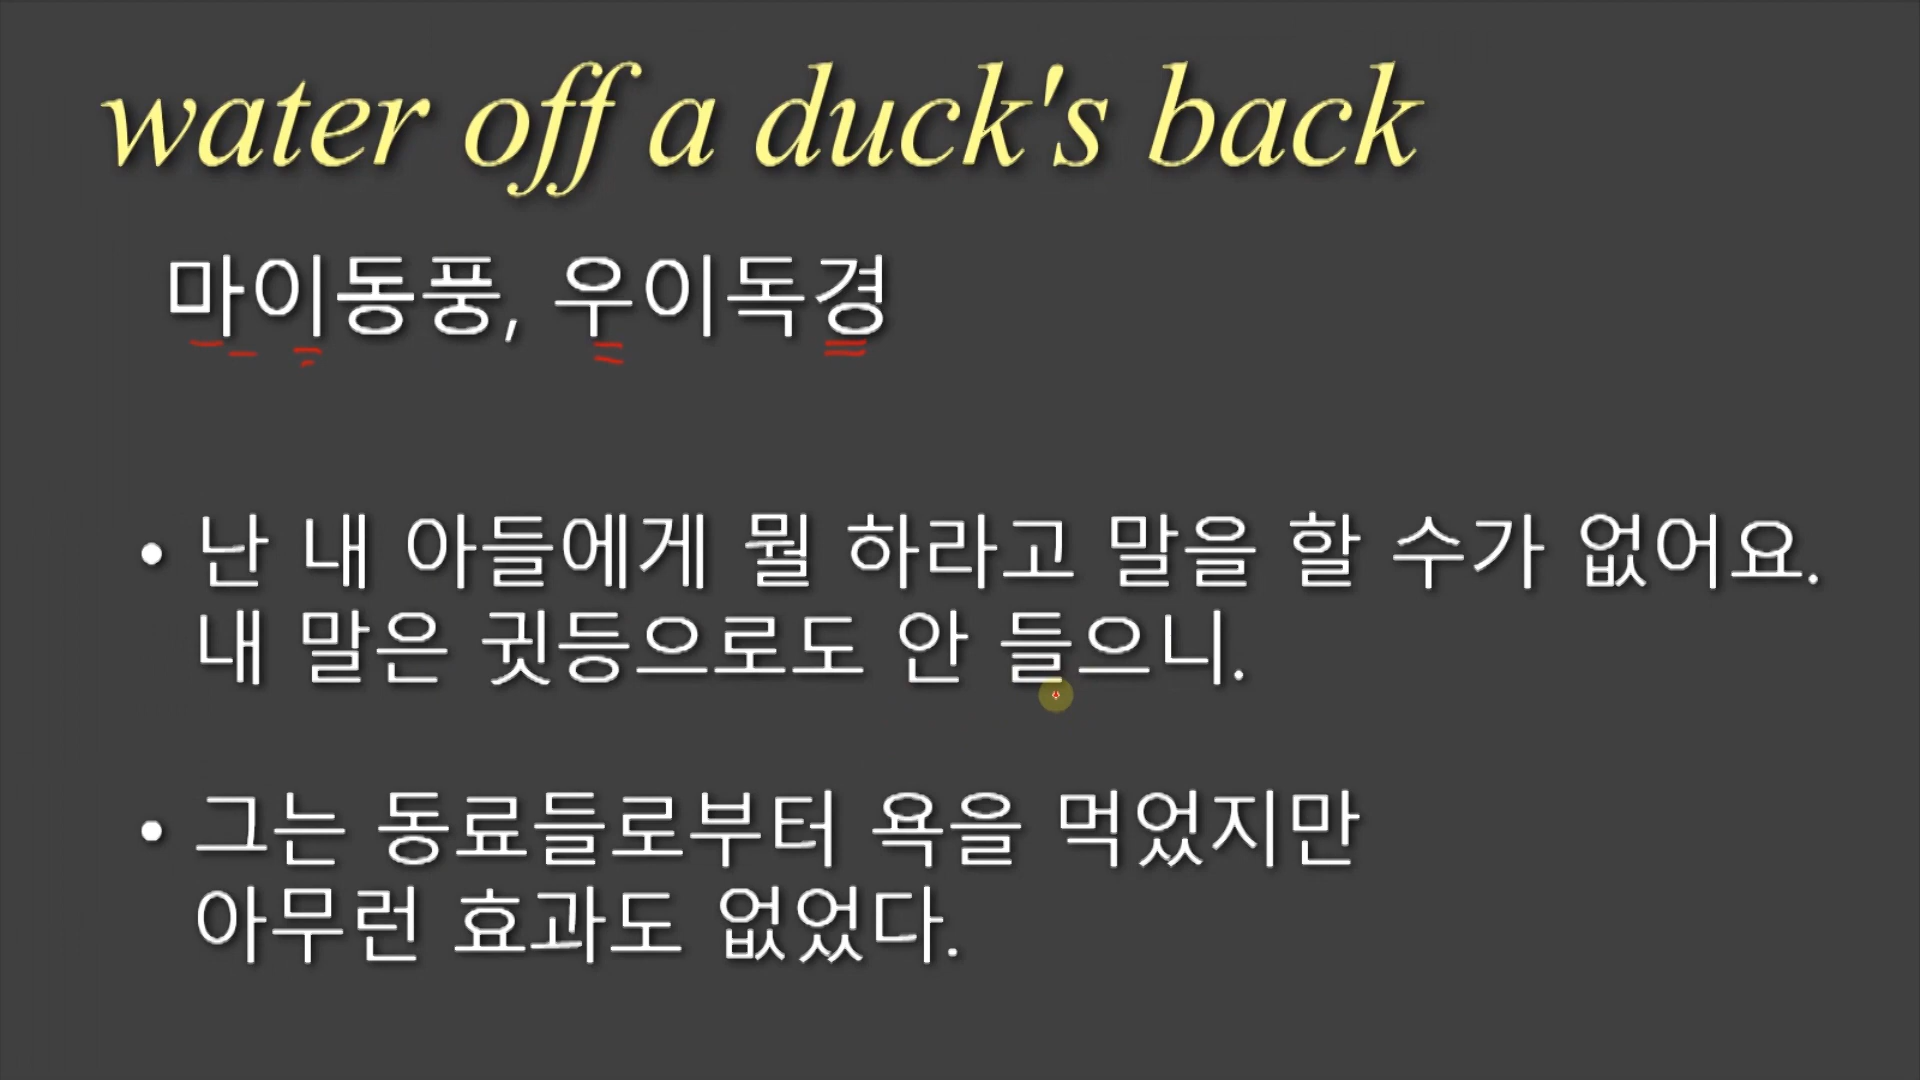 water off a duck's back
마이동풍, 우이독경
• 난 내 아들에게 뭘 하라고 말을 할 수가 없어요.
내 말은 귓등으로도 안 들으니.
• 그는 동료들로부터 욕을 먹었지만
아무런 효과도 없었다.